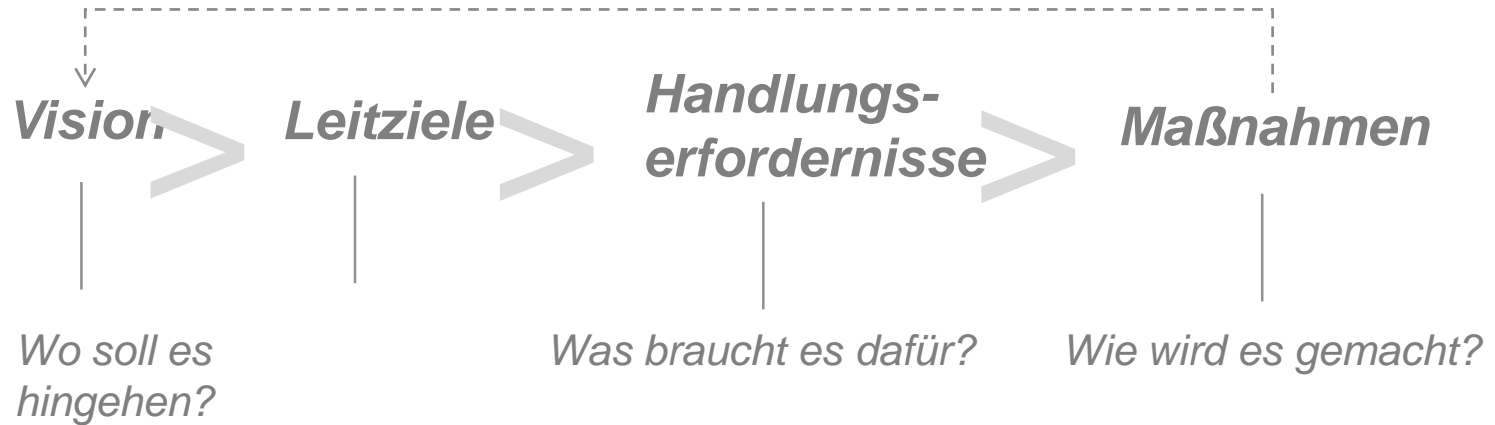 Vision
Leitziele
Handlungs-
erfordernisse
Maßnahmen
Wo soll es
hingehen?
Was braucht es dafür?
Wie wird es gemacht?